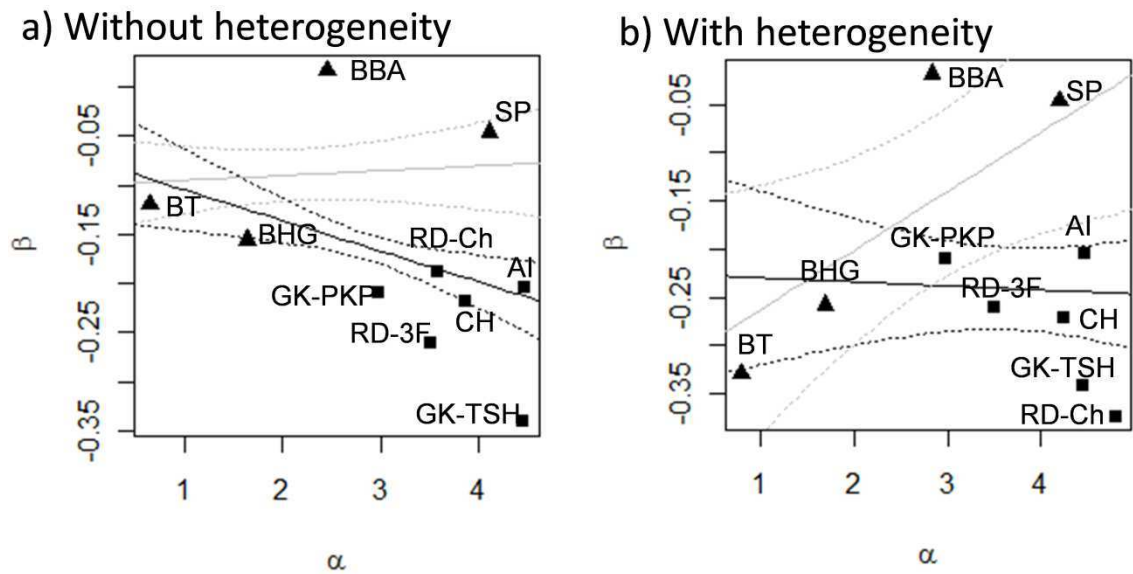 a) Without heterogeneity
BBA
SP
BT
BHG
RD-Ch
AI
GK-PKP
CH
RD-3F
GK-TSH
-0.05
-0.15
-0.25
-0.35
β
1 2 3 4
α
b) With heterogeneity
BBA
SP
GK-PKP
AI
BHG
RD-3F
CH
BT
GK-TSH
RD-Ch
-0.05
-0.15
-0.25
-0.35
β
1 2 3 4
α